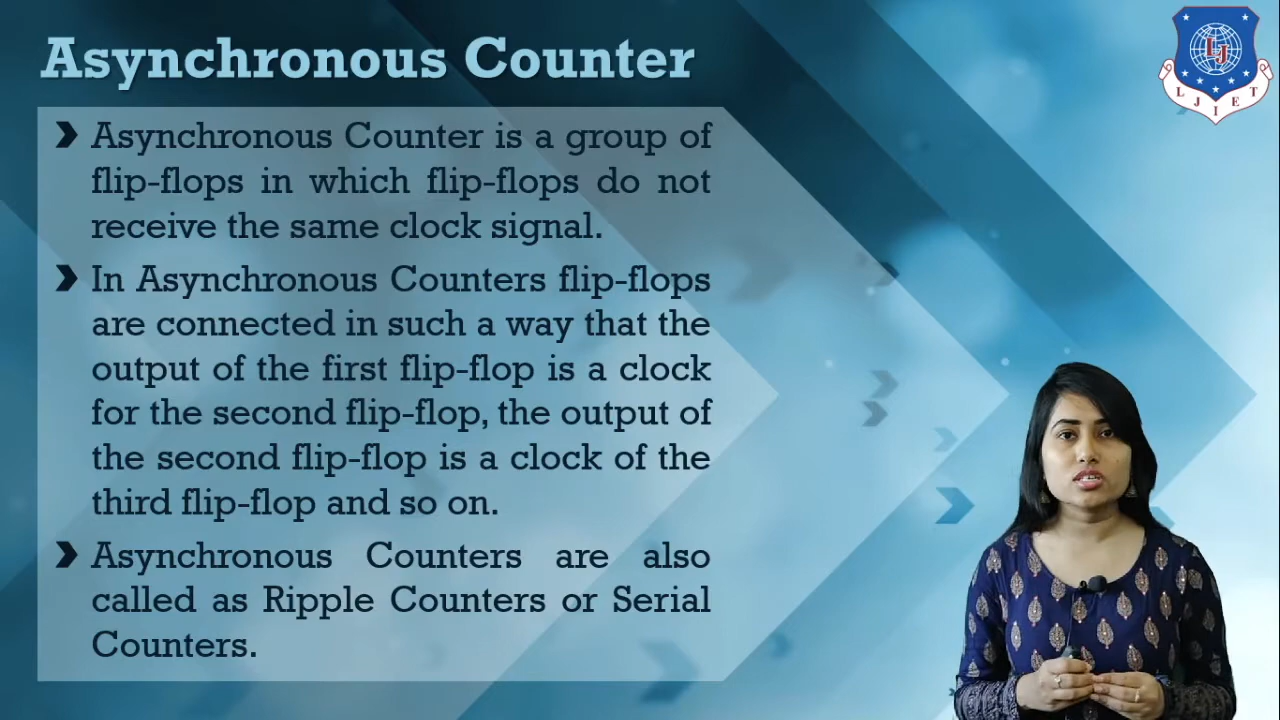 Asynchronous Counter
Asynchronous Counter is a group of
flip-flops in which flip-flops do not
receive the same clock signal.
In Asynchronous Counters flip-flops
are connected in such a way that the
output of the first flip-flop is a clock
for the second flip-flop, the output of
the second flip-flop is a clock of the
third flip-flop and so on.
Asynchronous Counters are also
called as Ripple Counters or Serial
Counters.
LJ
L J I E T